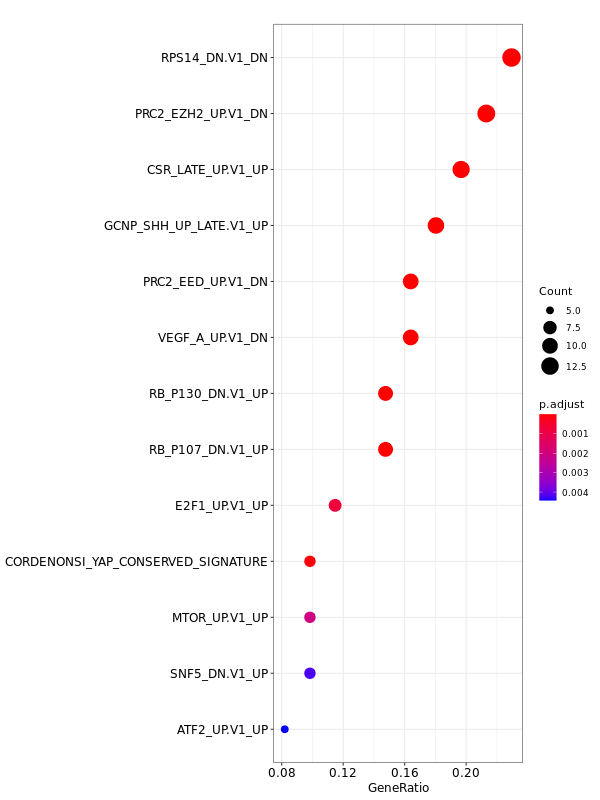 RPS14_DN.V1_DN
PRC2_EZH2_UP.V1_DN
CSR_LATE_UP.V1_UP
GCNP_SHH_UP_LATE.V1_UP
PRC2_EED_UP.V1_DN
VEGF_A_UP.V1_DN
RB_P130_DN.V1_UP
RB_P107_DN.V1_UP
E2F1_UP.V1_UP
CORDENONSI_YAP_CONSERVED_SIGNATURE
MTOR_UP.V1_UP
SNF5_DN.V1_UP
ATF2_UP.V1_UP
0.08 0.12 0.16 0.20
GeneRatio
Count
5.0
7.5
10.0
12.5
p.adjust
0.001
0.002
0.003
0.004